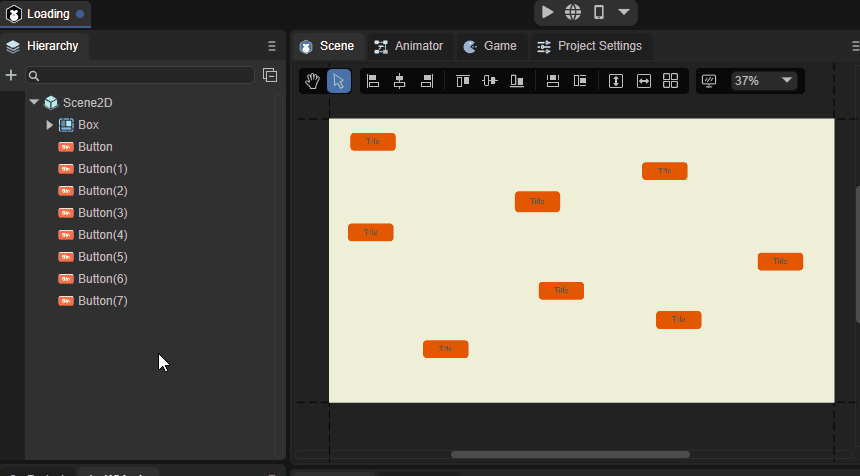 Loading
Hierarchy
Scene
Animator
Game
Project Settings
37%
Scene2D
Box
Button
Button(1)
Button(2)
Button(3)
Button(4)
Button(5)
Button(6)
Button(7)
Title
Title
Title
Title
Title
Title
Title
Title